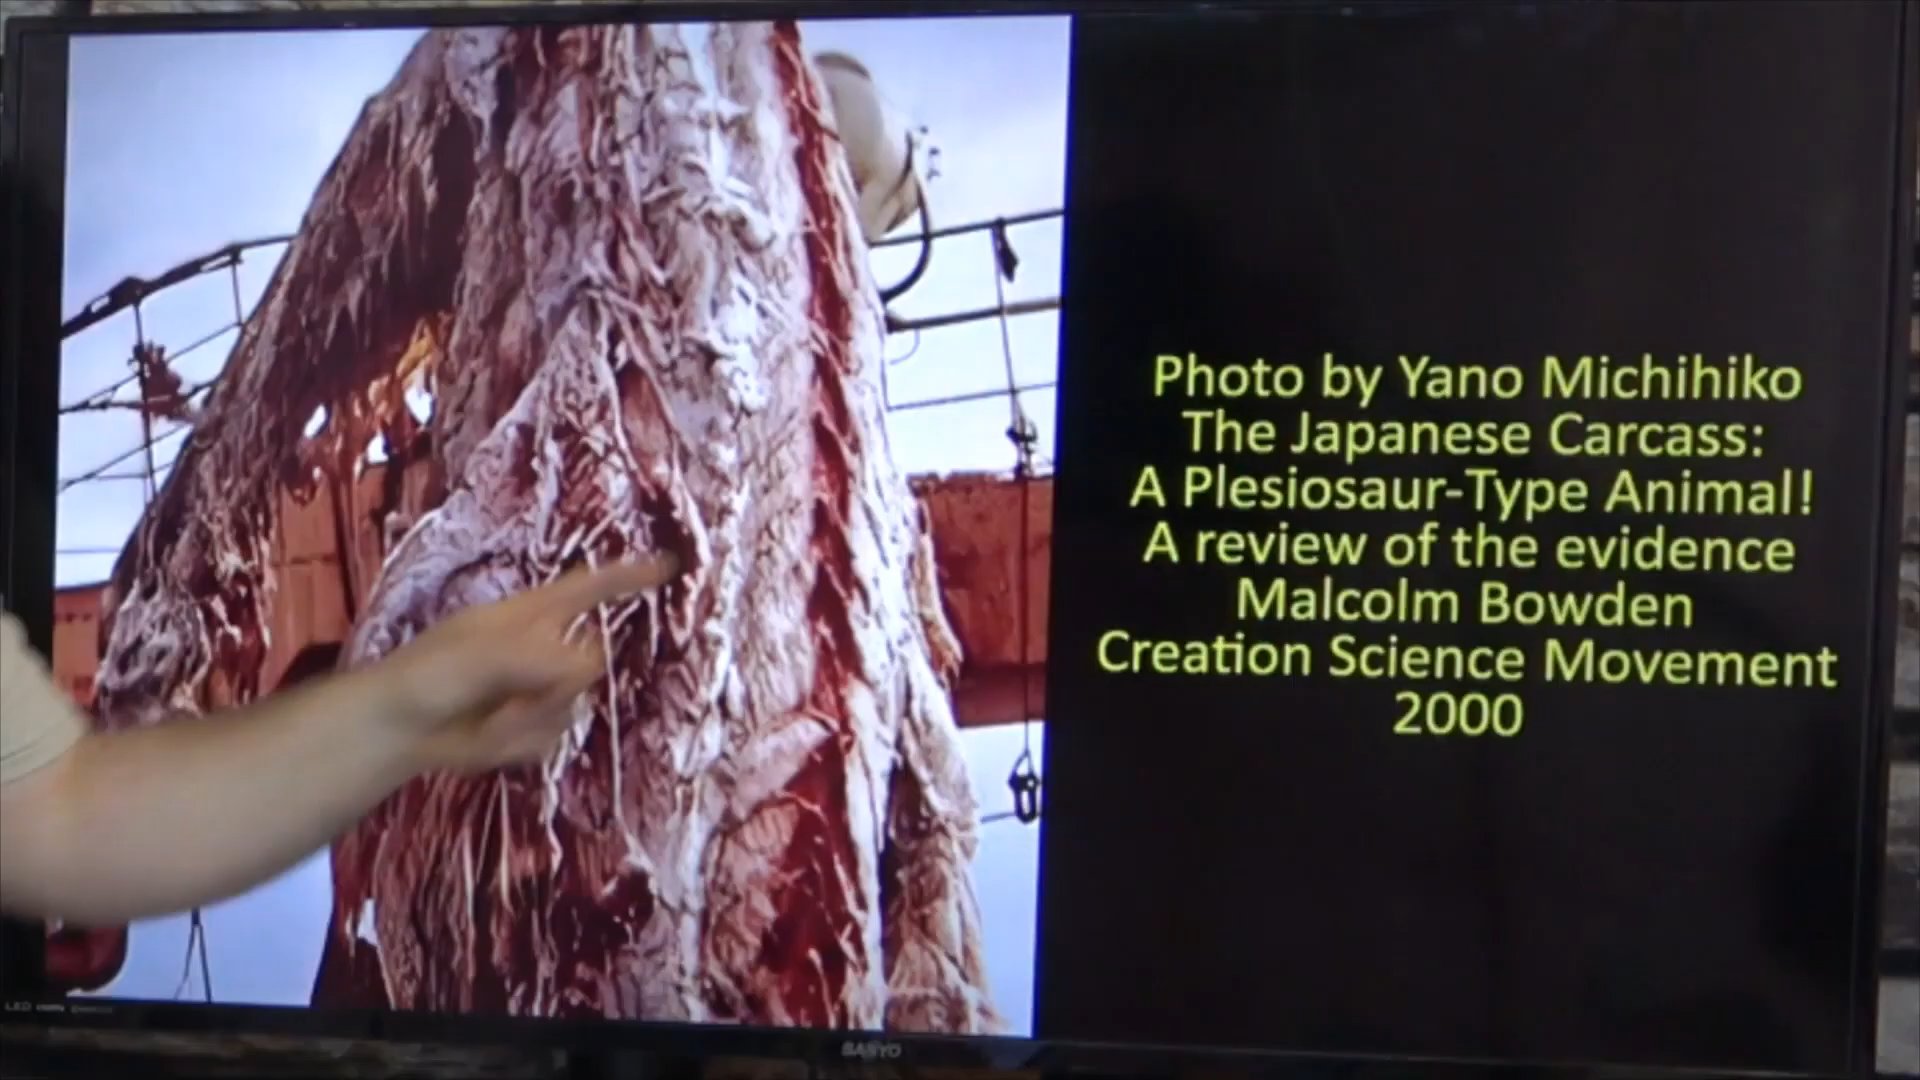 Photo by Yano Michihiko
The Japanese Carcass:
A Plesiosaur-Type Animal!
A review of the evidence
Malcolm Bowden
Creation Science Movement
2000
SANYO